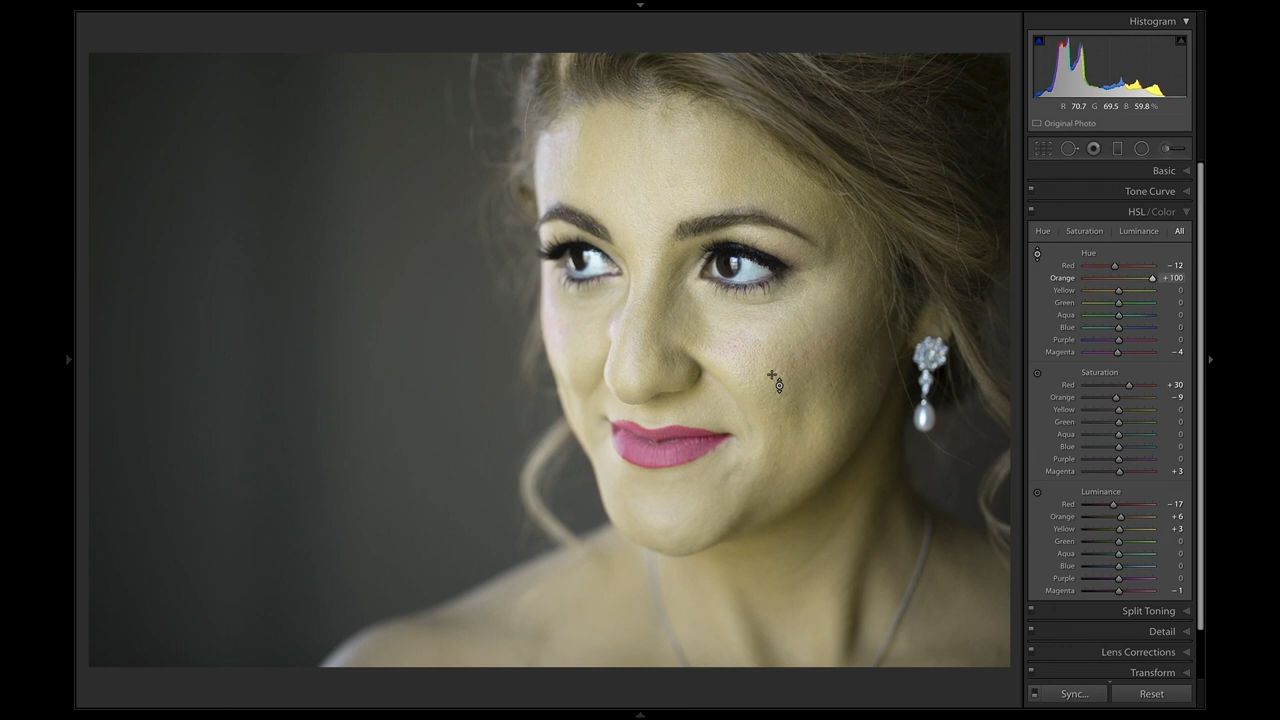 Histogram
R 70.7 G 69.5 B 59.8 %
Original Photo
Basic
Tone Curve
HSL / Color
Hue Saturation Luminance All
Hue
Red − 12
Orange + 100
Yellow 0
Green 0
Aqua 0
Blue 0
Purple 0
Magenta − 4
Saturation
Red + 30
Orange − 9
Yellow 0
Green 0
Aqua 0
Blue 0
Purple 0
Magenta + 3
Luminance
Red − 17
Orange + 6
Yellow + 3
Green 0
Aqua 0
Blue 0
Purple 0
Magenta − 1
Split Toning
Detail
Lens Corrections
Transform
Sync... Reset